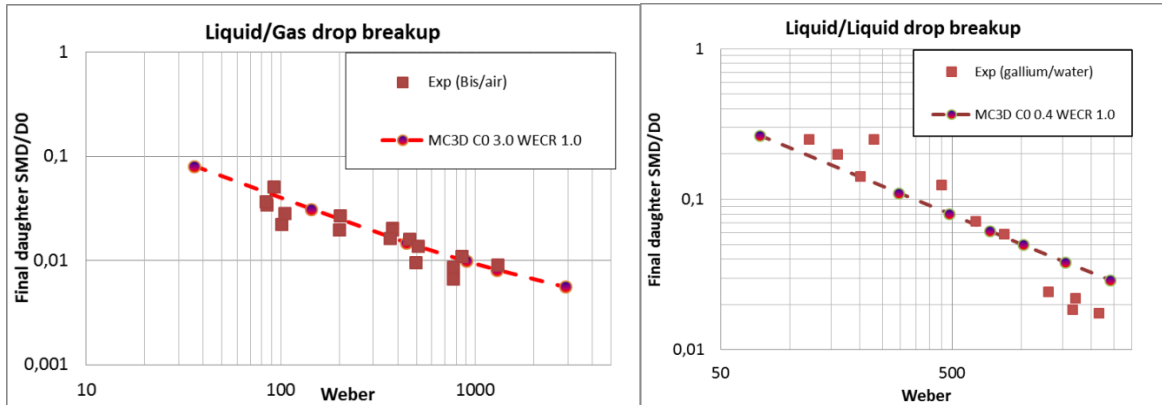 Liquid/Gas drop breakup
Final daughter SMD/D0
1
0,1
0,01
0,001
10
100
1000
Weber
Exp (Bis/air)
MC3D C0 3.0 WECR 1.0
Liquid/Liquid drop breakup
Final daughter SMD/D0
1
0,1
0,01
50
500
Weber
Exp (gallium/water)
MC3D C0 0.4 WECR 1.0